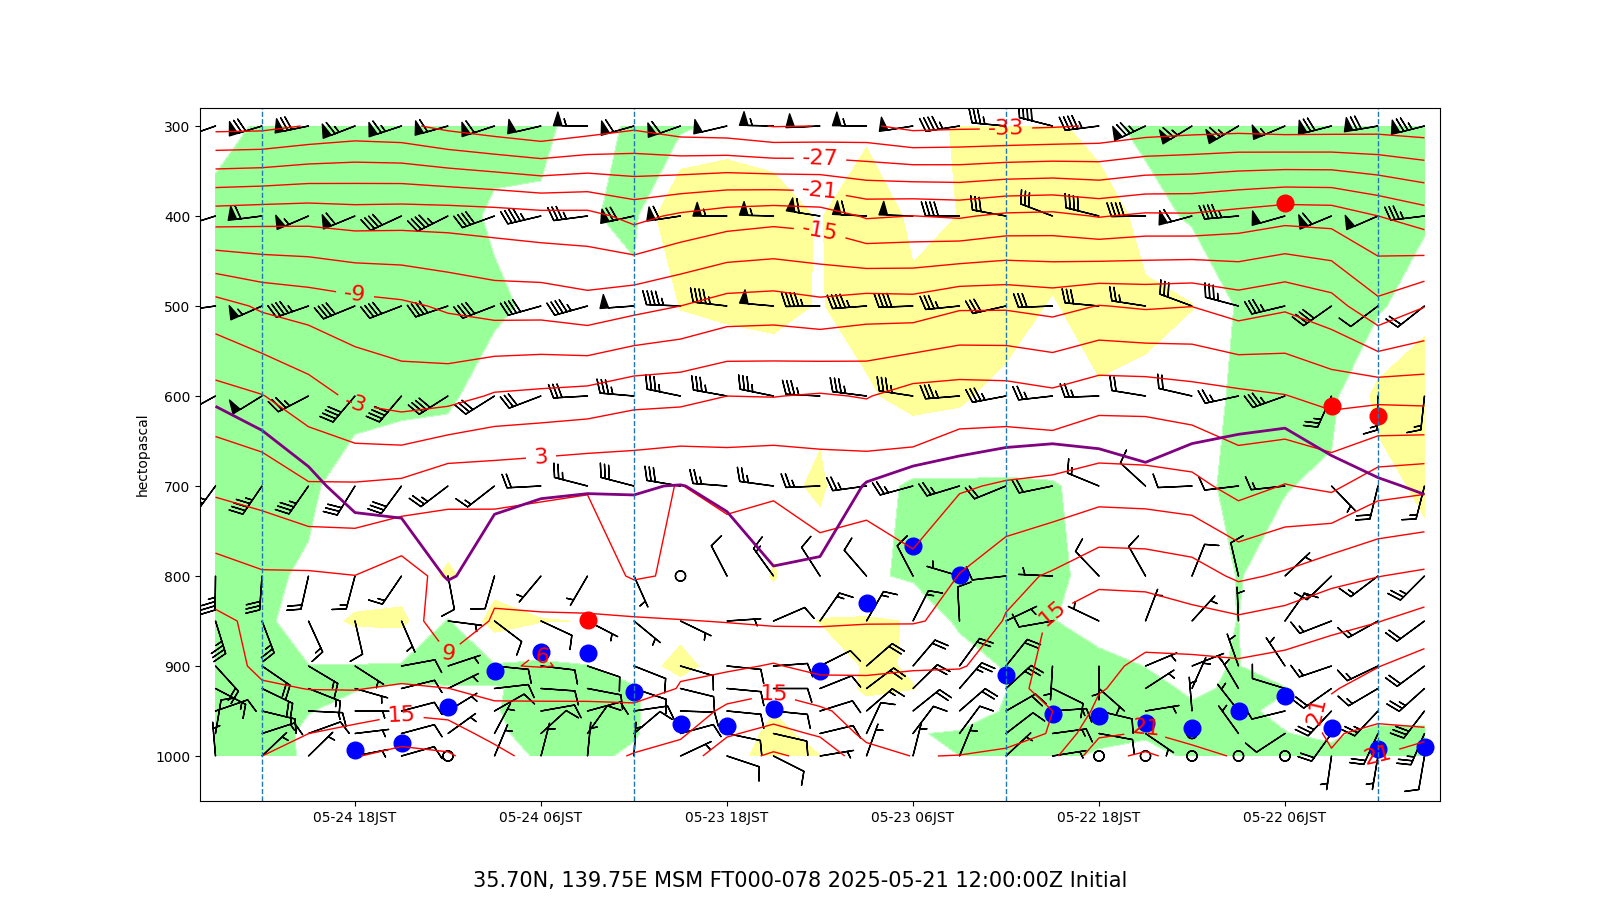 300
400
500
600
700
800
900
1000
hectopascal
-33
-27
-21
-15
-9
-3
3
9
6
15
15
15
21
21
21
05-24 18JST
05-24 06JST
05-23 18JST
05-23 06JST
05-22 18JST
05-22 06JST
35.70N, 139.75E MSM FT000-078 2025-05-21 12:00:00Z Initial